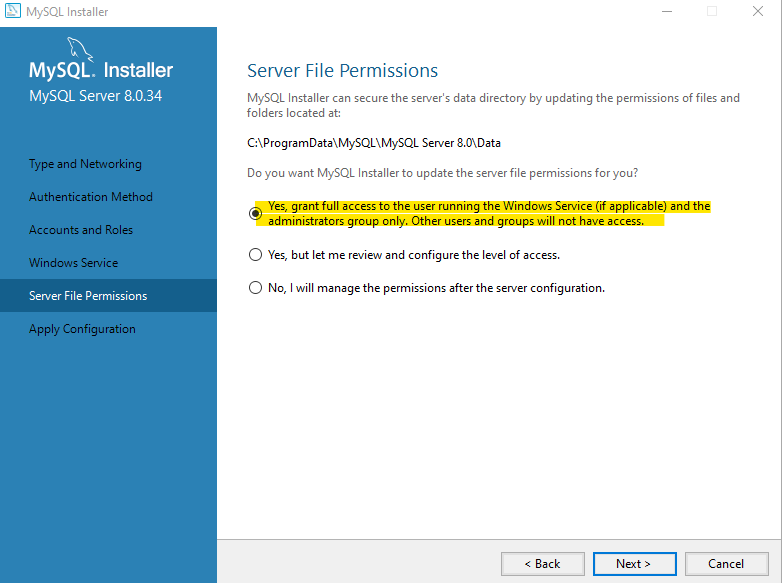 MySQL Installer
MySQL. Installer
MySQL Server 8.0.34
Type and Networking
Authentication Method
Accounts and Roles
Windows Service
Server File Permissions
Apply Configuration
Server File Permissions
MySQL Installer can secure the server's data directory by updating the permissions of files and
folders located at:
C:\ProgramData\MySQL\MySQL Server 8.0\Data
Do you want MySQL Installer to update the server file permissions for you?
Yes, grant full access to the user running the Windows Service (if applicable) and the
administrators group only. Other users and groups will not have access.
Yes, but let me review and configure the level of access.
No, I will manage the permissions after the server configuration.
< Back
Next >
Cancel